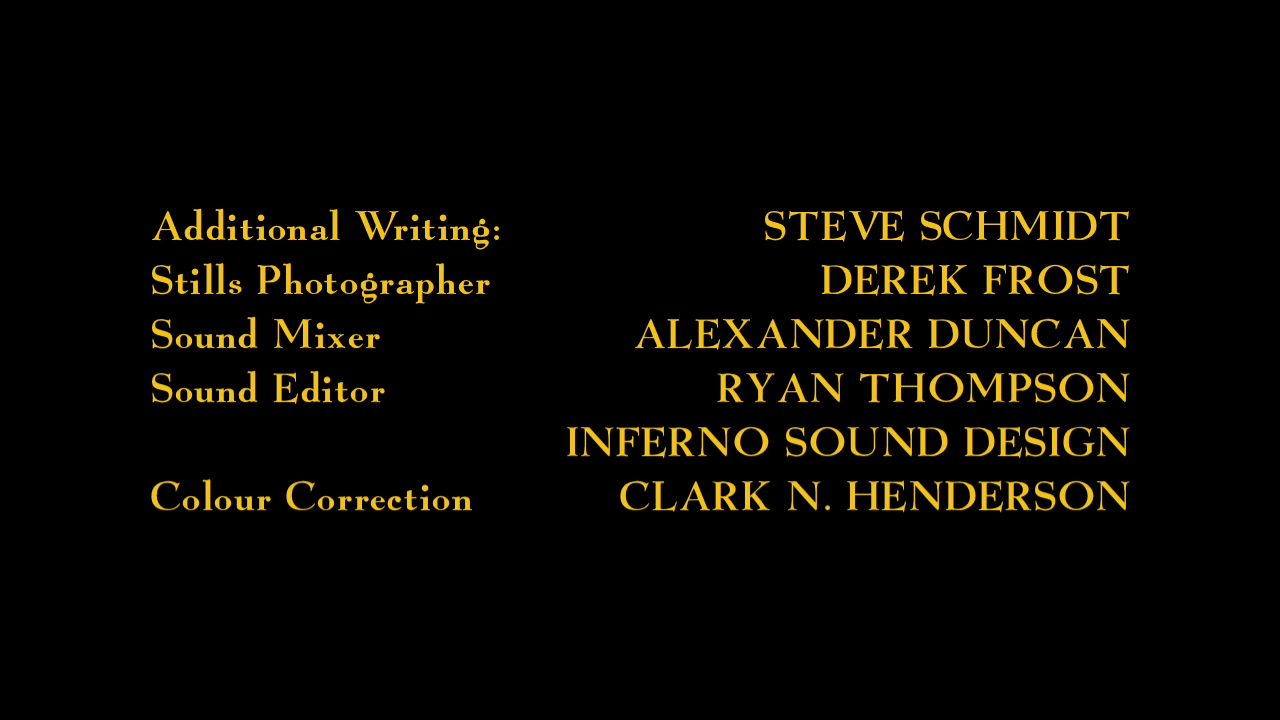 Additional Writing: STEVE SCHMIDT
Stills Photographer DEREK FROST
Sound Mixer ALEXANDER DUNCAN
Sound Editor RYAN THOMPSON
INFERNO SOUND DESIGN
Colour Correction CLARK N. HENDERSON